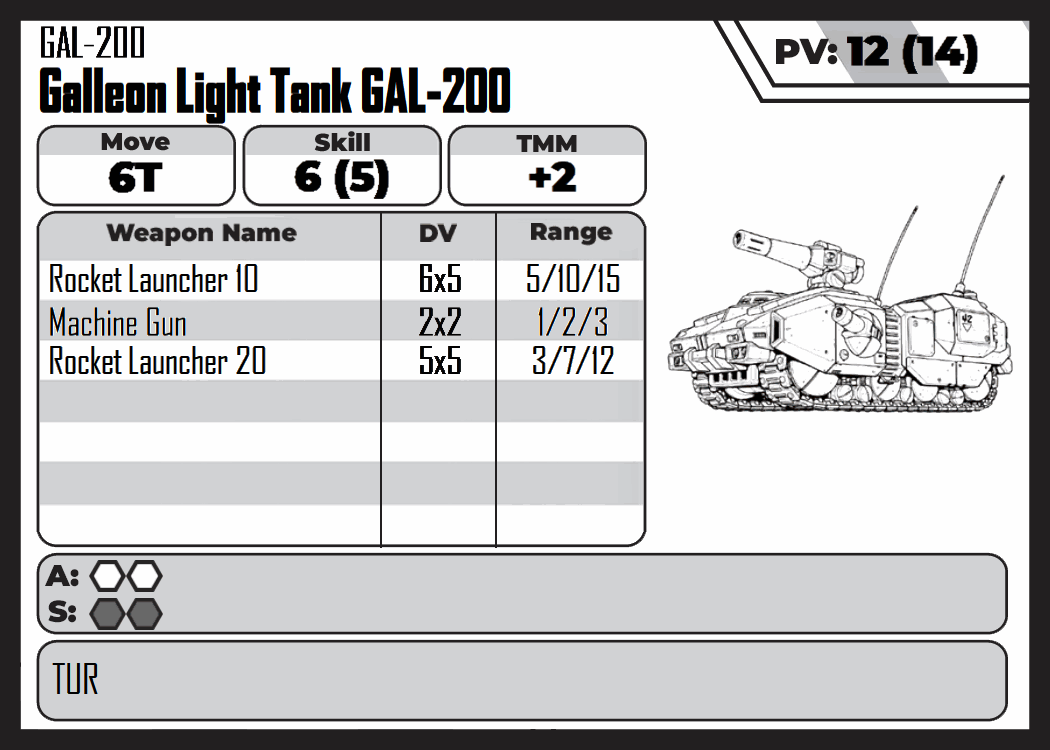 GAL-200
Galleon Light Tank GAL-200
PV: 12 (14)
Move Skill TMM
6T 6 (5) +2
Weapon Name DV Range
Rocket Launcher 10 6x5 5/10/15
Machine Gun 2x2 1/2/3
Rocket Launcher 20 5x5 3/7/12
A:
S:
TUR